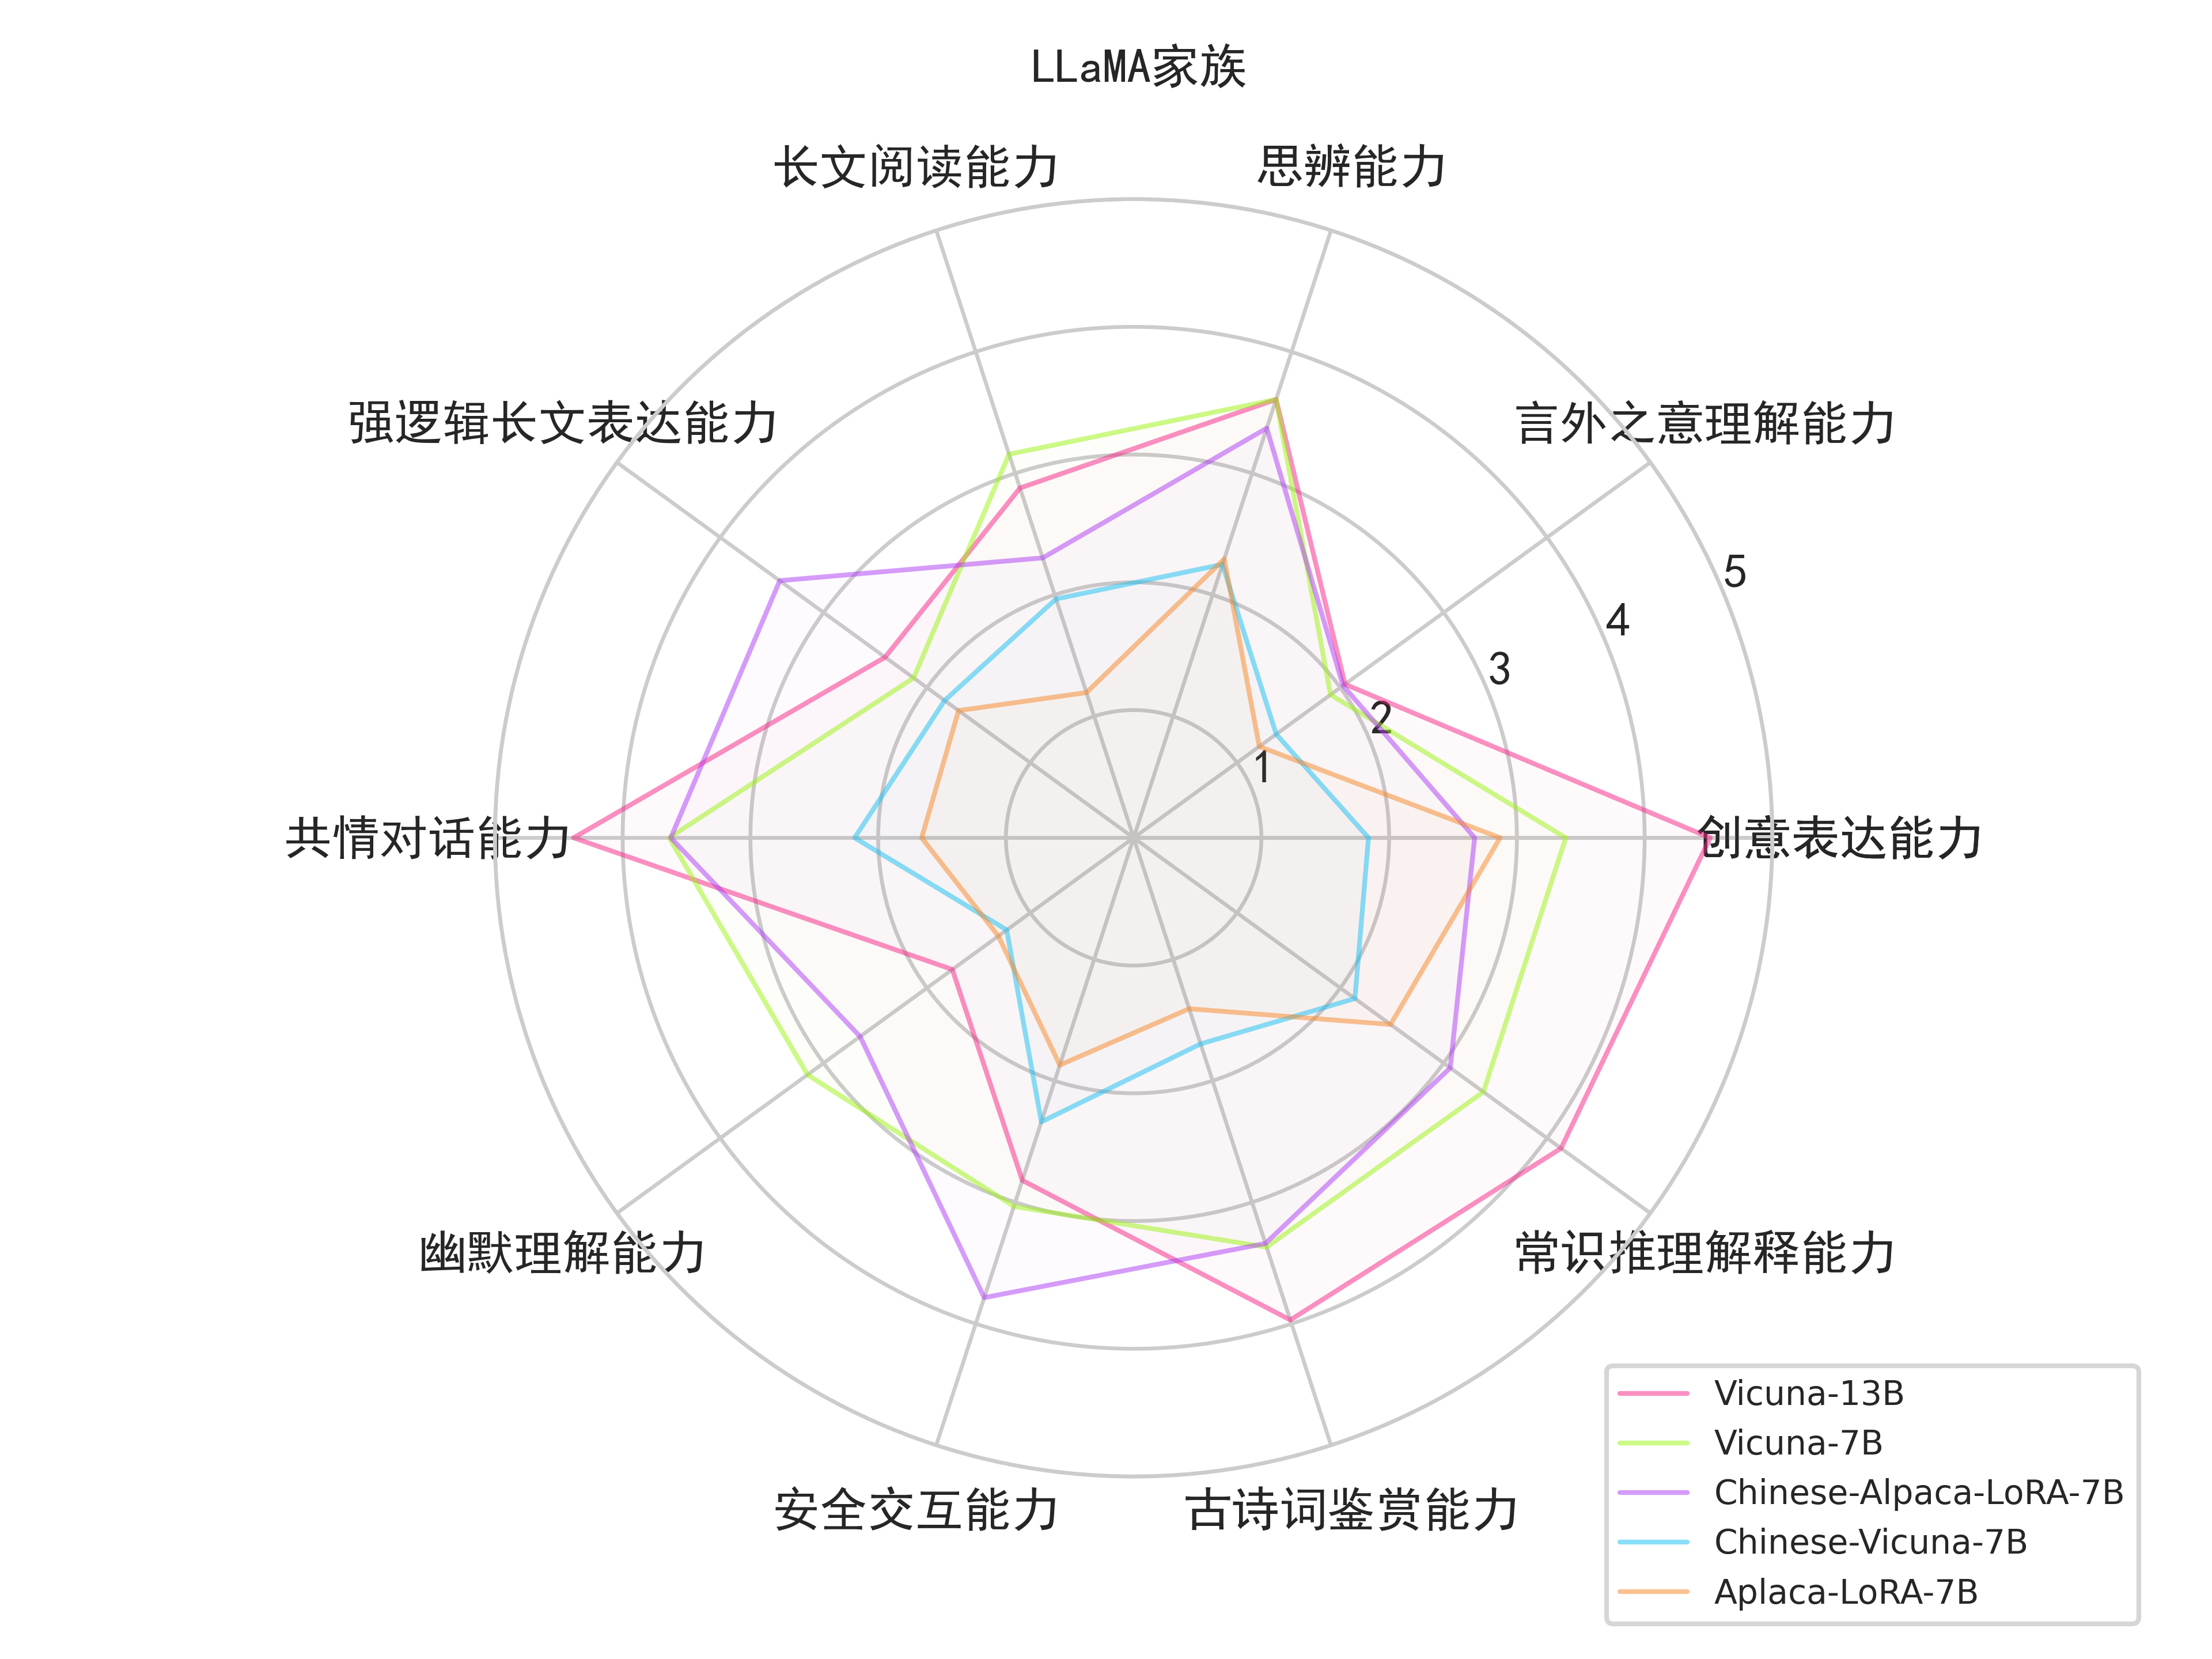 LLaMA家族
长文阅读能力
思辨能力
强逻辑长文表达能力
言外之意理解能力
5
4
3
2
1
共情对话能力
创意表达能力
幽默理解能力
常识推理解释能力
安全交互能力
古诗词鉴赏能力
Vicuna-13B
Vicuna-7B
Chinese-Alpaca-LoRA-7B
Chinese-Vicuna-7B
Aplaca-LoRA-7B